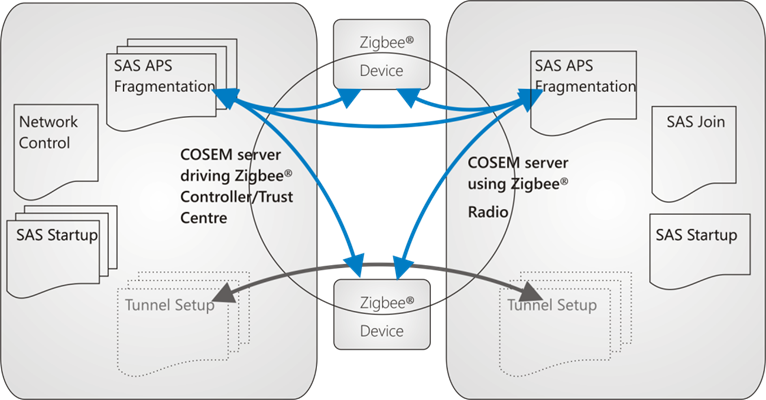 Zigbee®
Device
SAS APS
Fragmentation
SAS APS
Fragmentation
Network
Control
SAS Join
COSEM server
driving Zigbee®
Controller/Trust
Centre
COSEM server
using Zigbee®
Radio
SAS Startup
SAS Startup
Tunnel Setup
Zigbee®
Device
Tunnel Setup